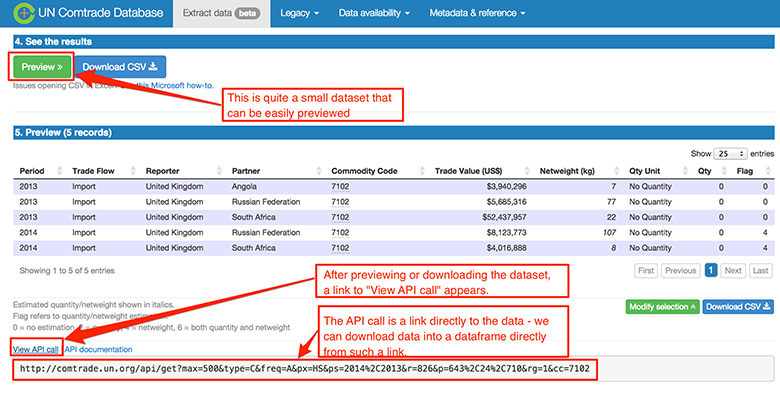 UN Comtrade Database Extract data beta Legacy Data availability Metadata & reference
4. See the results
Preview » Download CSV
Issues opening CSV in Excel? this Microsoft how-to.
This is quite a small dataset that
can be easily previewed
5. Preview (5 records)
Show 25 entries
Period Trade Flow Reporter Partner Commodity Code Trade Value (US$) Netweight (kg) Qty Unit Qty Flag
2013 Import United Kingdom Angola 7102 $3,940,296 7 No Quantity 0 0
2013 Import United Kingdom Russian Federation 7102 $5,685,316 77 No Quantity 0 0
2013 Import United Kingdom South Africa 7102 $52,437,957 22 No Quantity 0 0
2014 Import United Kingdom Russian Federation 7102 $8,123,773 107 No Quantity 0 4
2014 Import United Kingdom South Africa 7102 $4,016,888 8 No Quantity 0 4
Showing 1 to 5 of 5 entries
First Previous 1 Next Last
After previewing or downloading the dataset,
a link to "View API call" appears.
Estimated quantity/netweight shown in italics.
Modify selection Download CSV
Flag refers to quantity/netweight
0 = no estimation, = netweight, 6 = both quantity and netweight
The API call is a link directly to the data - we
can download data into a dataframe directly
from such a link.
View API call API documentation
http://comtrade.un.org/api/get?max=500&type=C&freq=A&px=HS&ps=2014%2C2013&r=826&p=643%2C24%2C710&rg=1&cc=7102